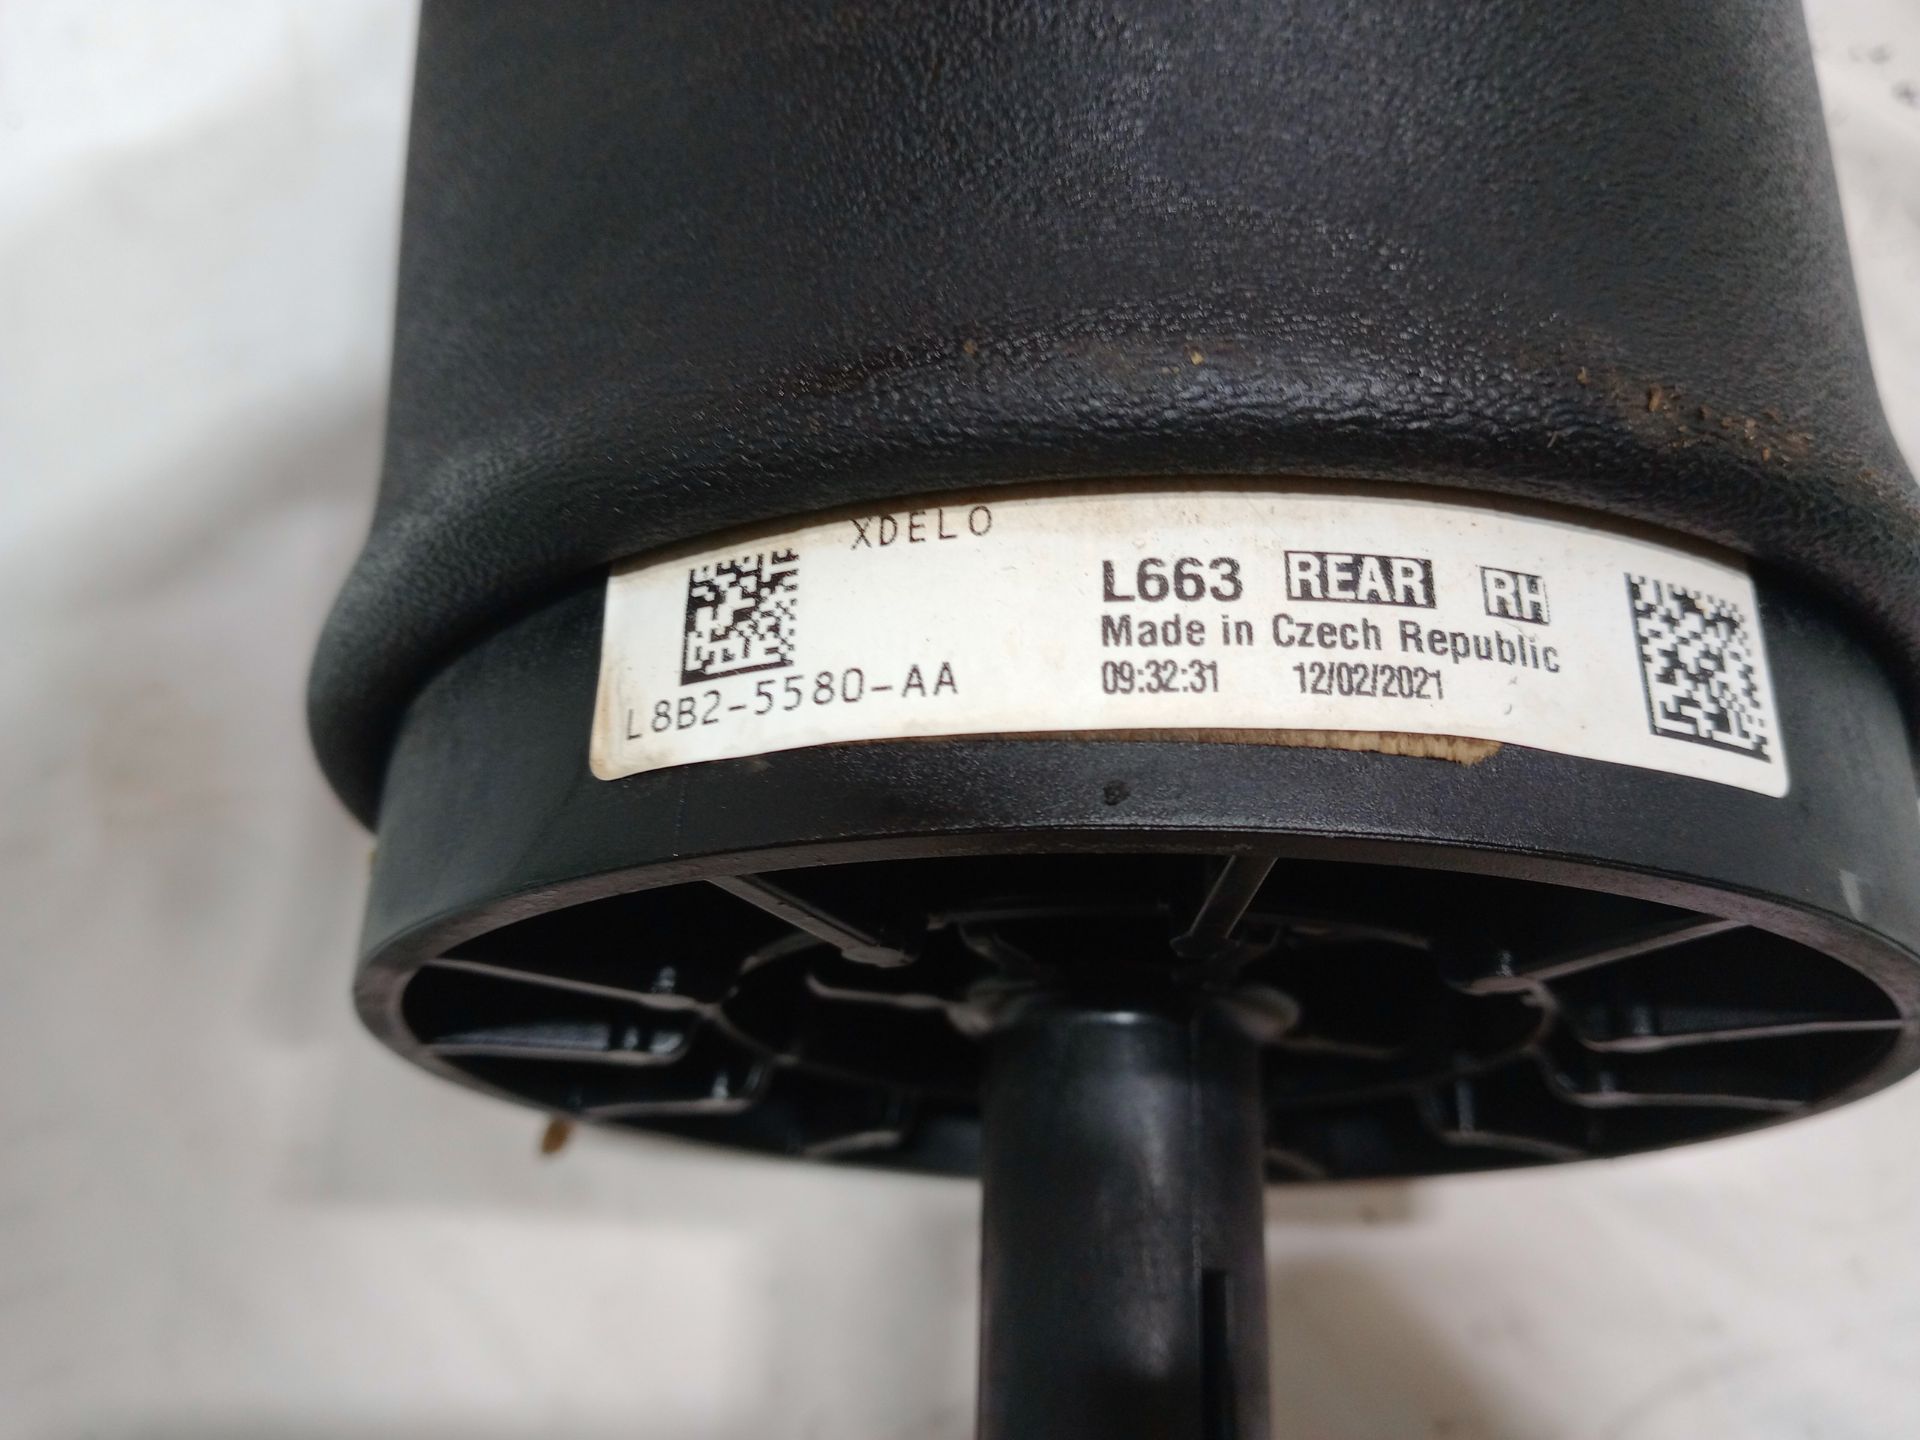 XDELO
L8B2-5580-AA
L663 REAR RH
Made in Czech Republic
09:32:31 12/02/2021